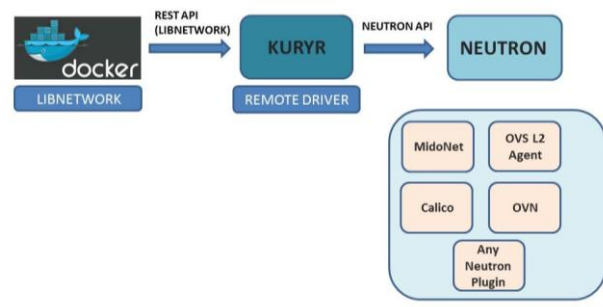 REST API
(LIBNETWORK)
NEUTRON API
docker
KURYR
NEUTRON
LIBNETWORK
REMOTE DRIVER
MidoNet
OVS L2
Agent
Calico
OVN
Any
Neutron
Plugin